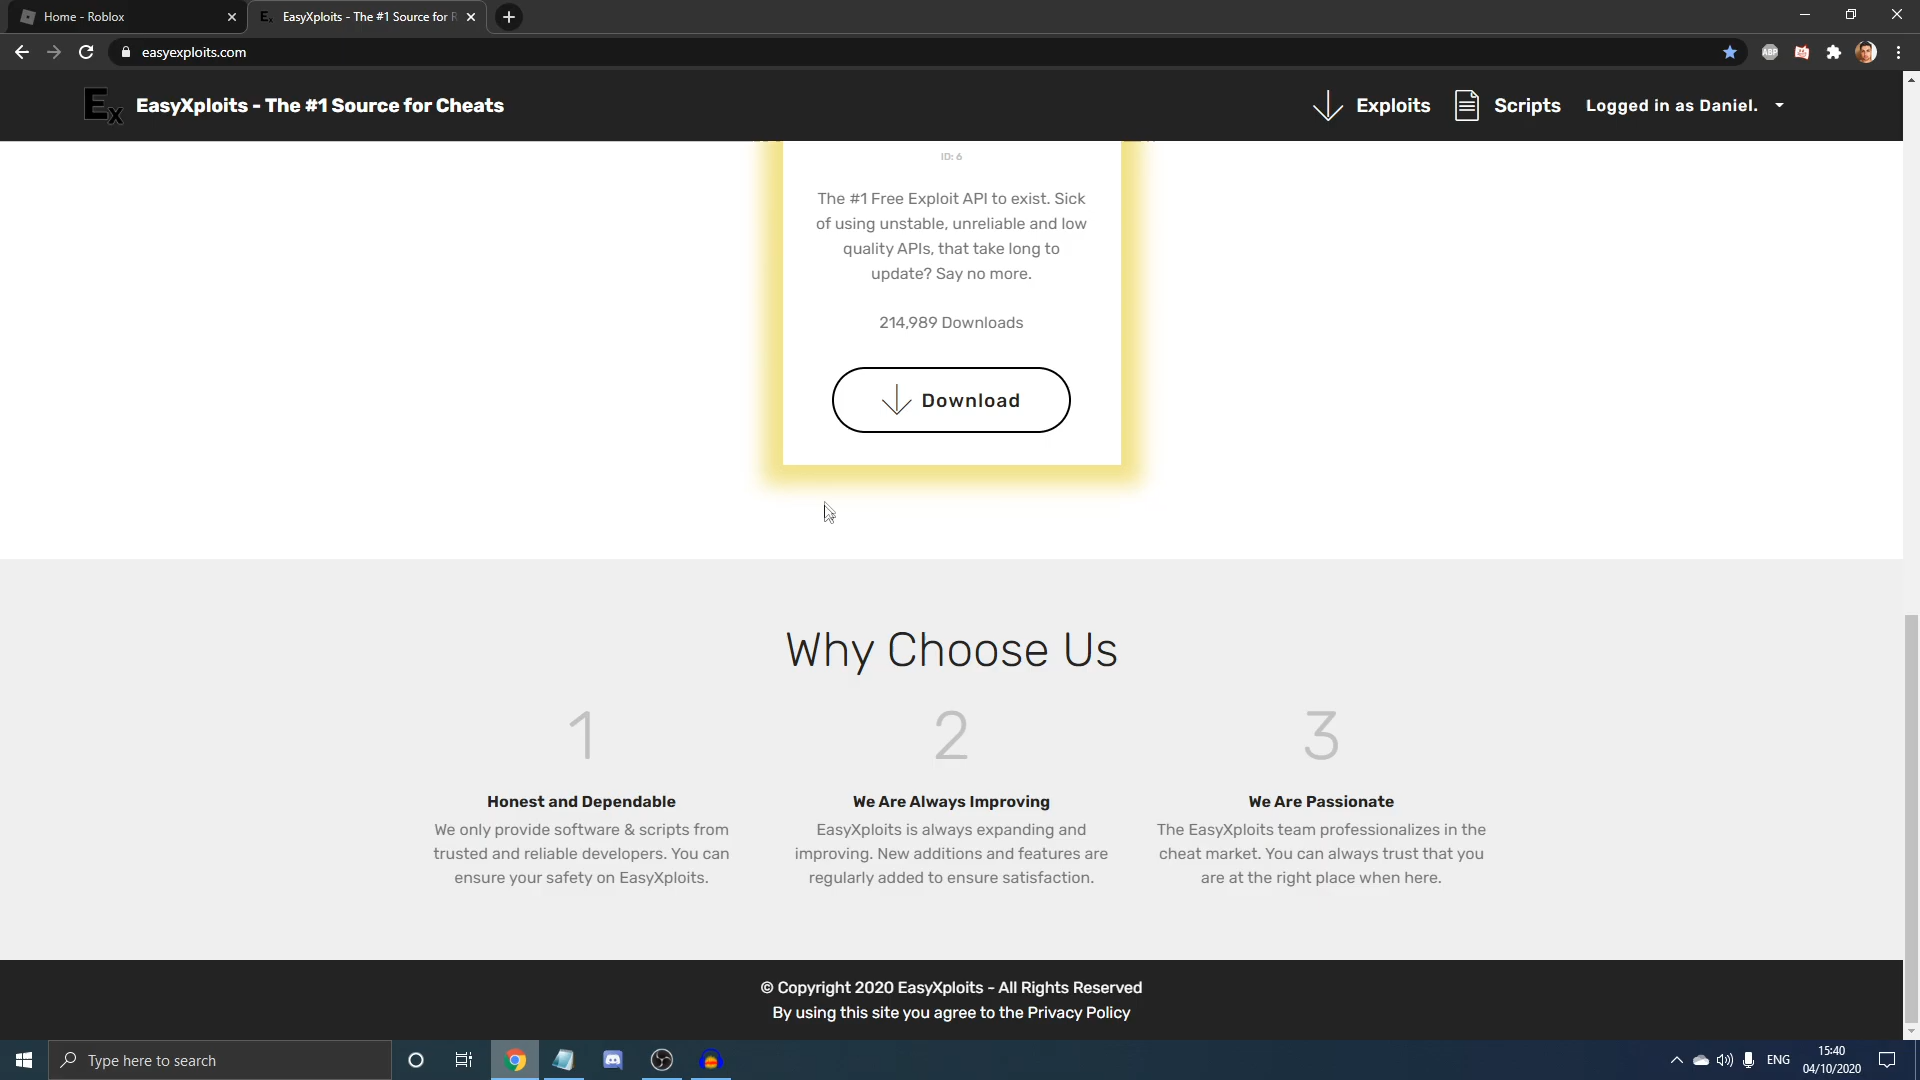 Home - Roblox
Ex EasyXploits - The #1 Source for R
easyexploits.com
ABP
Ex
EasyXploits - The #1 Source for Cheats
Exploits
Scripts
Logged in as Daniel.
ID: 6
The #1 Free Exploit API to exist. Sick
of using unstable, unreliable and low
quality APIs, that take long to
update? Say no more.
214,989 Downloads
Download
Why Choose Us
1
2
3
Honest and Dependable
We only provide software & scripts from
trusted and reliable developers. You can
ensure your safety on EasyXploits.
We Are Always Improving
EasyXploits is always expanding and
improving. New additions and features are
regularly added to ensure satisfaction.
We Are Passionate
The EasyXploits team professionalizes in the
cheat market. You can always trust that you
are at the right place when here.
© Copyright 2020 EasyXploits - All Rights Reserved
By using this site you agree to the Privacy Policy
Type here to search
ENG
15:40
04/10/2020